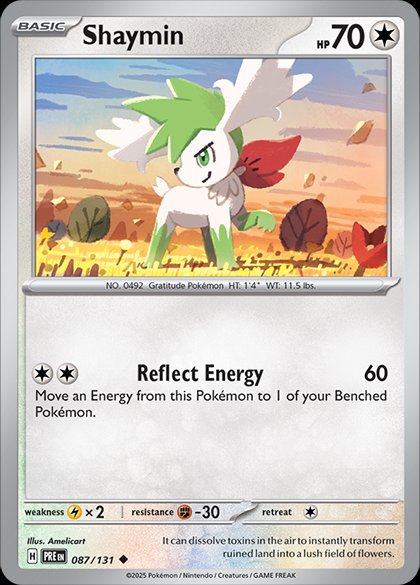 BASIC
Shaymin
HP 70
NO. 0492 Gratitude Pokémon HT: 1'4" WT: 11.5 lbs.
Reflect Energy 60
Move an Energy from this Pokémon to 1 of your Benched
Pokémon.
weakness × 2 resistance -30 retreat
Illus. Amelicart
H PRE EN 087/131
It can dissolve toxins in the air to instantly transform
ruined land into a lush field of flowers.
©2025 Pokémon / Nintendo / Creatures / GAME FREAK